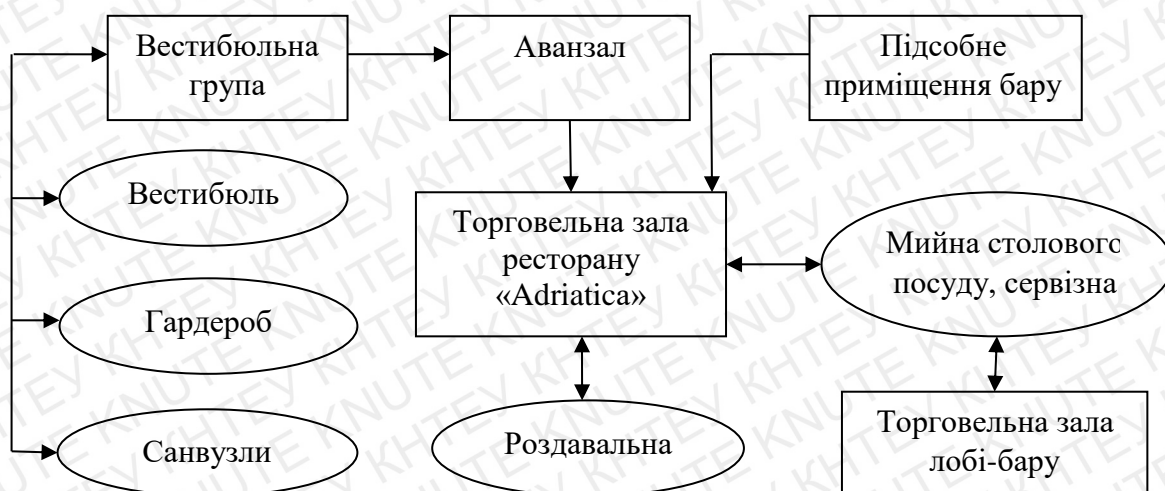 Вестибюльна
група
Аванзал
Підсобне
приміщення бару
Вестибюль
Торговельна зала
ресторану
«Adriatica»
Мийна столового
посуду, сервізна
Гардероб
Санвузли
Роздавальна
Торговельна зала
лобі-бару